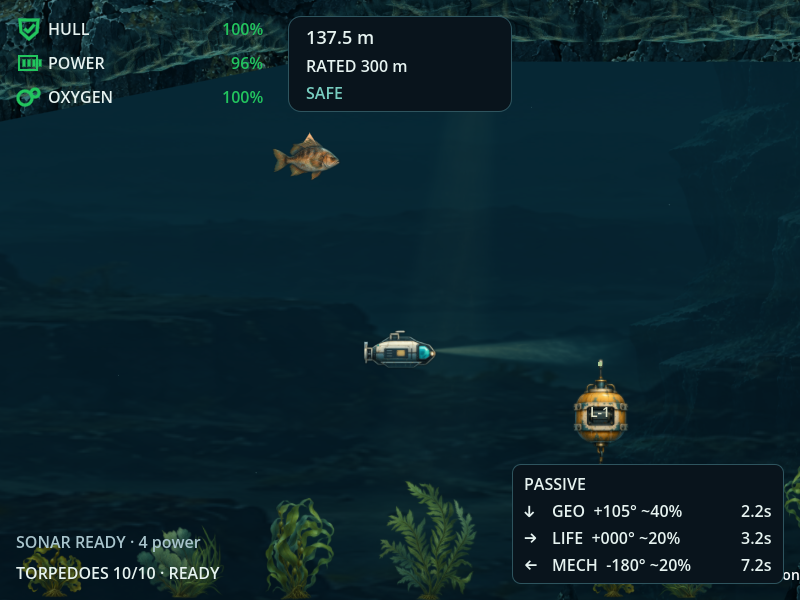 HULL 100%
POWER 96%
OXYGEN 100%
137.5 m
RATED 300 m
SAFE
L-1
PASSIVE
↓ GEO +105° ~40% 2.2s
→ LIFE +000° ~20% 3.2s
← MECH -180° ~20% 7.2s
SONAR READY · 4 power
TORPEDOES 10/10 · READY